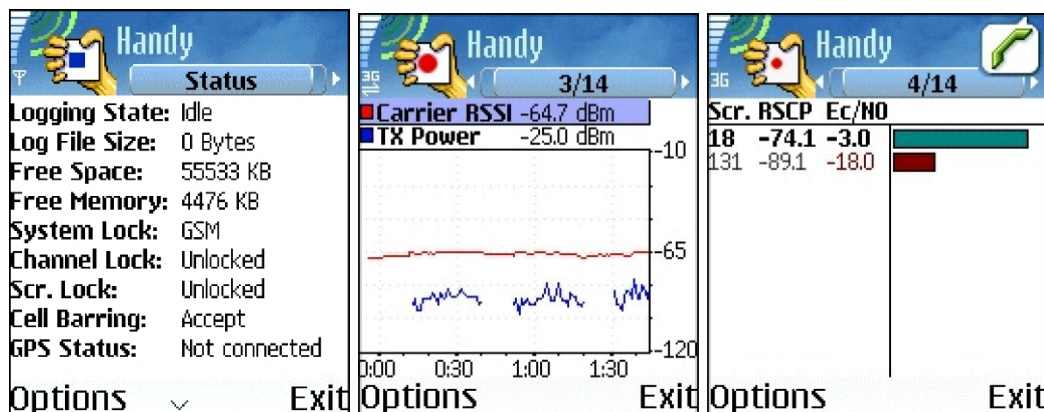 Handy
Status
Logging State: Idle
Log File Size: 0 Bytes
Free Space: 55533 KB
Free Memory: 4476 KB
System Lock: GSM
Channel Lock: Unlocked
Scr. Lock: Unlocked
Cell Barring: Accept
GPS Status: Not connected
Options Exit
Handy
3G
3/14
Carrier RSSI -64.7 dBm
TX Power -25.0 dBm
-10
-65
-120
0:00 0:30 1:00 1:30
Options Exit
Handy
3G
4/14
Scr. RSCP Ec/N0
18 -74.1 -3.0
131 -89.1 -18.0
Options Exit